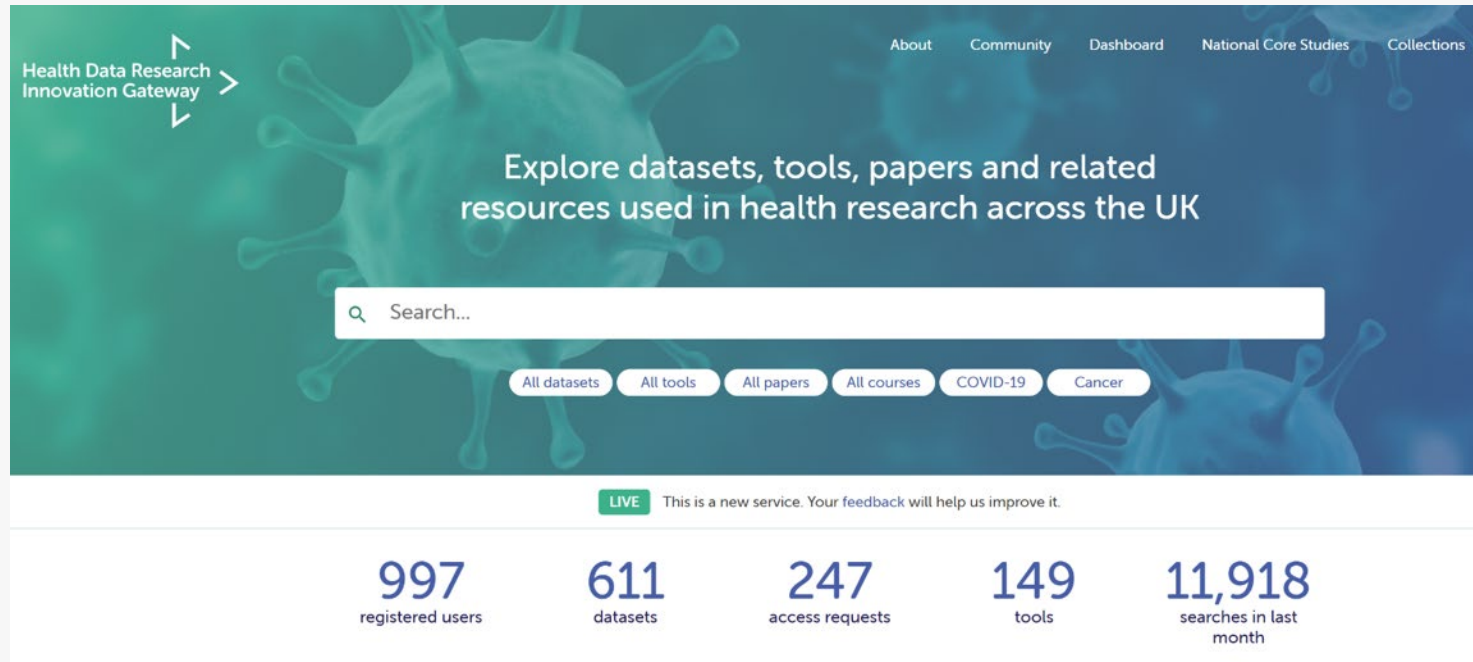 Health Data Research
Innovation Gateway
About Community Dashboard National Core Studies Collections
Explore datasets, tools, papers and related
resources used in health research across the UK
Search...
All datasets All tools All papers All courses COVID-19 Cancer
LIVE This is a new service. Your feedback will help us improve it.
997 611 247 149 11,918
registered users datasets access requests tools searches in last
month